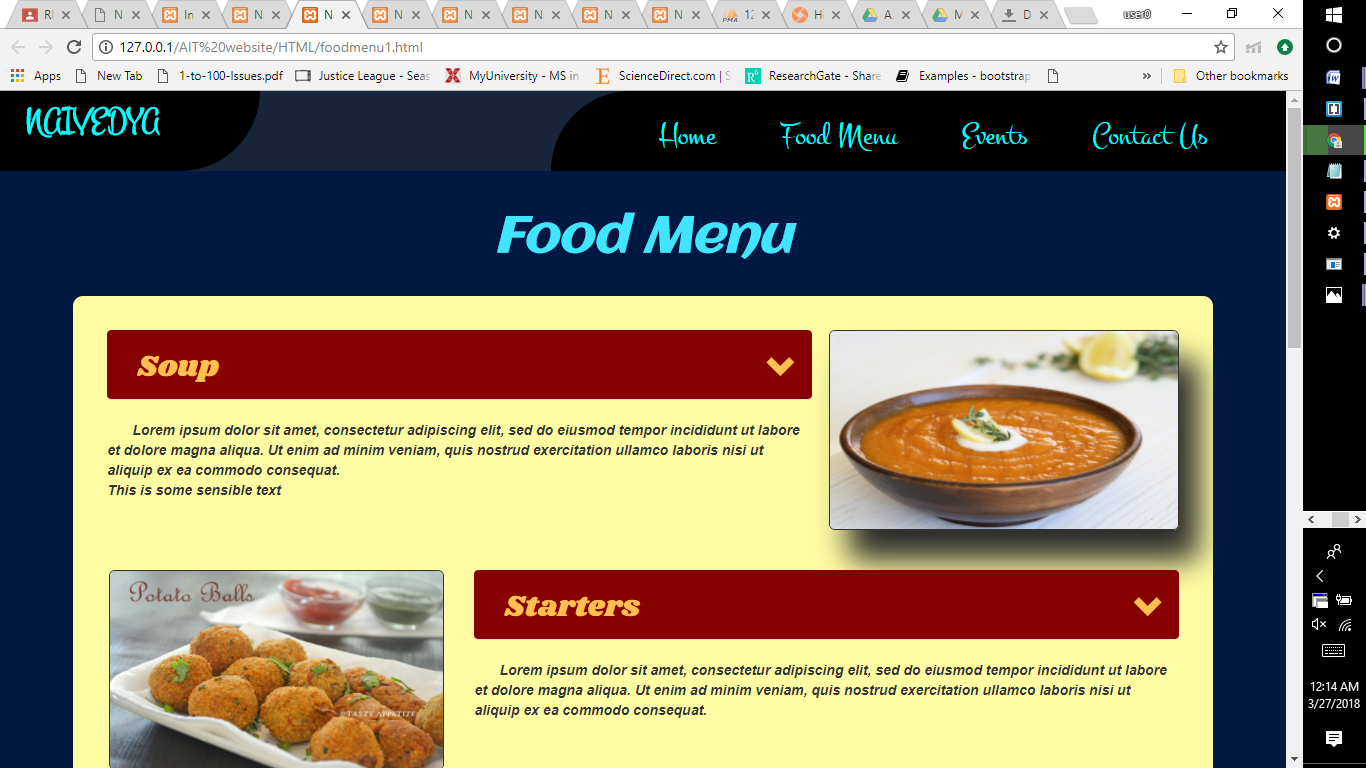 RI N In N N N N N N N 12 H A M D user0
127.0.0.1/AIT%20website/HTML/foodmenu1.html
Apps New Tab 1-to-100-Issues.pdf Justice League - Seas MyUniversity - MS in ScienceDirect.com | S ResearchGate - Share Examples - bootstrap » Other bookmarks
NAIVEDYA
Home Food Menu Events Contact Us
Food Menu
Soup
Lorem ipsum dolor sit amet, consectetur adipiscing elit, sed do eiusmod tempor incididunt ut labore
et dolore magna aliqua. Ut enim ad minim veniam, quis nostrud exercitation ullamco laboris nisi ut
aliquip ex ea commodo consequat.
This is some sensible text
Potato Balls
©TASTY APPETITE
Starters
Lorem ipsum dolor sit amet, consectetur adipiscing elit, sed do eiusmod tempor incididunt ut labore
et dolore magna aliqua. Ut enim ad minim veniam, quis nostrud exercitation ullamco laboris nisi ut
aliquip ex ea commodo consequat.
12:14 AM
3/27/2018